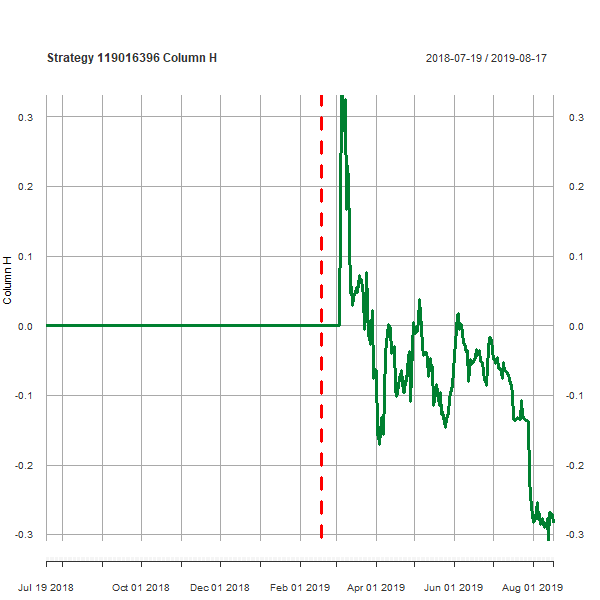 Strategy 119016396 Column H
2018-07-19 / 2019-08-17
0.3 0.3
0.2 0.2
0.1 0.1
Column H
0.0 0.0
-0.1 -0.1
-0.2 -0.2
-0.3 -0.3
Jul 19 2018 Oct 01 2018 Dec 01 2018 Feb 01 2019 Apr 01 2019 Jun 01 2019 Aug 01 2019